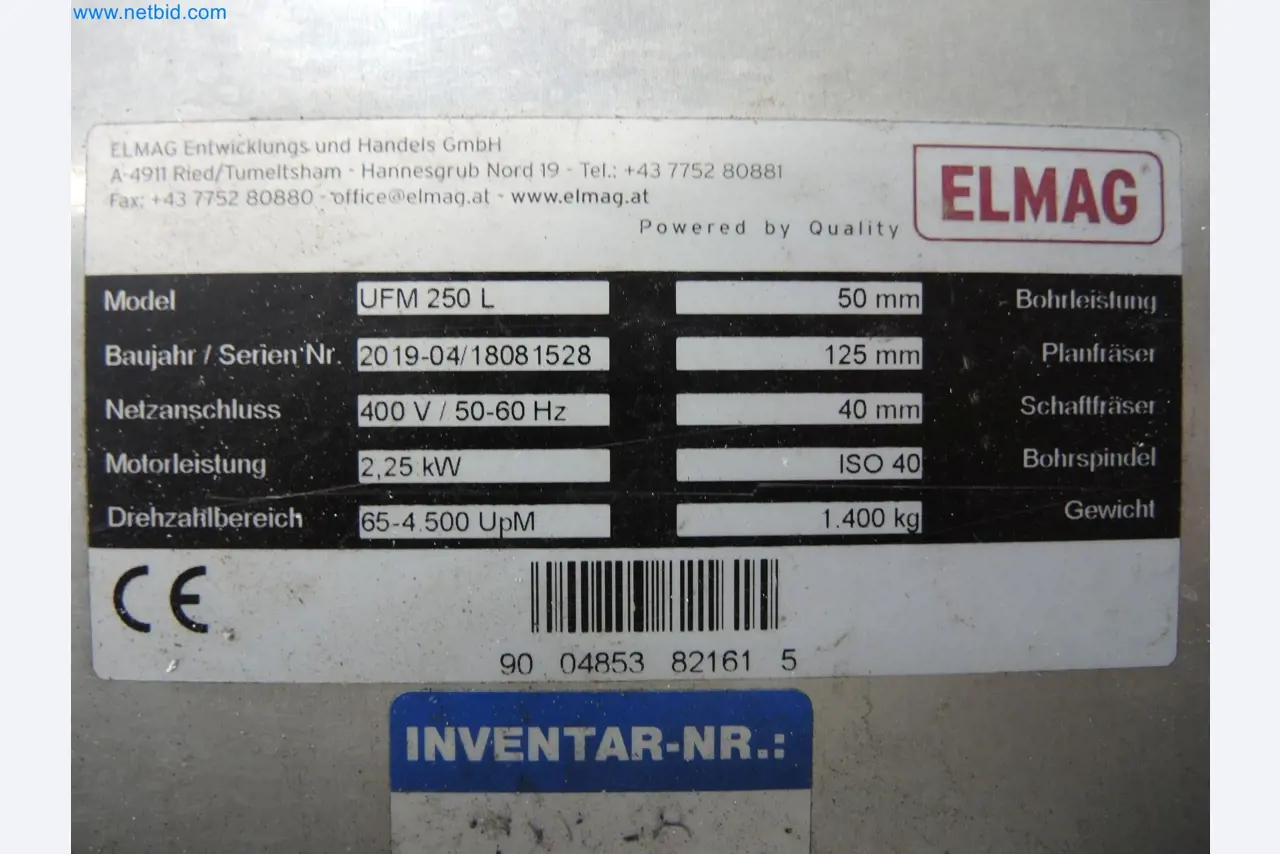 www.netbid.com
ELMAG Entwicklungs und Handels GmbH
A-4911 Ried/Tumeltsham - Hannesgrub Nord 19 - Tel.: +43 7752 80881
Fax: +43 7752 80880 - office@elmag.at - www.elmag.at
Powered by Quality
ELMAG®
Model UFM 250 L 50 mm Bohrleistung
Baujahr / Serien Nr. 2019-04/18081528 125 mm Planfräser
Netzanschluss 400 V / 50-60 Hz 40 mm Schaftfräser
Motorleistung 2,25 kW ISO 40 Bohrspindel
Drehzahlbereich 65-4.500 UpM 1.400 kg Gewicht
CE
90 04853 82161 5
INVENTAR-NR.: